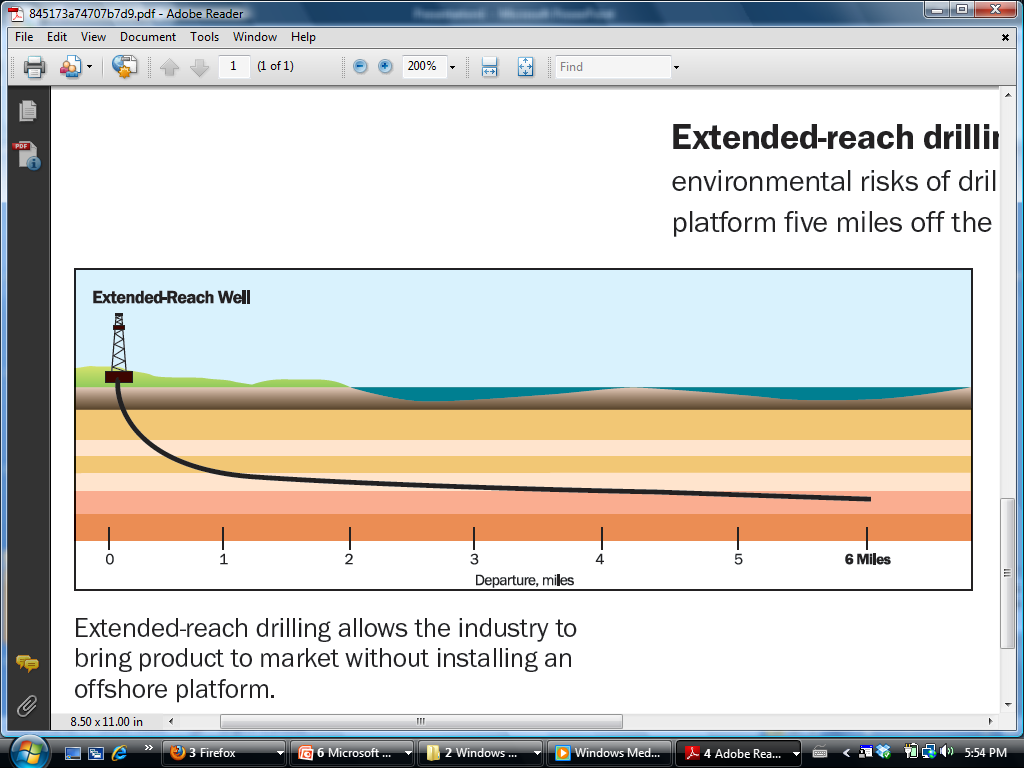 845173a74707b7d9.pdf - Adobe Reader
File Edit View Document Tools Window Help
1 (1 of 1) 200% Find
Extended-reach drillin
environmental risks of dril
platform five miles off the
Extended-Reach Well
0 1 2 3 4 5 6 Miles
Departure, miles
Extended-reach drilling allows the industry to
bring product to market without installing an
offshore platform.
8.50 x 11.00 in
3 Firefox 6 Microsoft ... 2 Windows ... Windows Med... 4 Adobe Rea... 5:54 PM